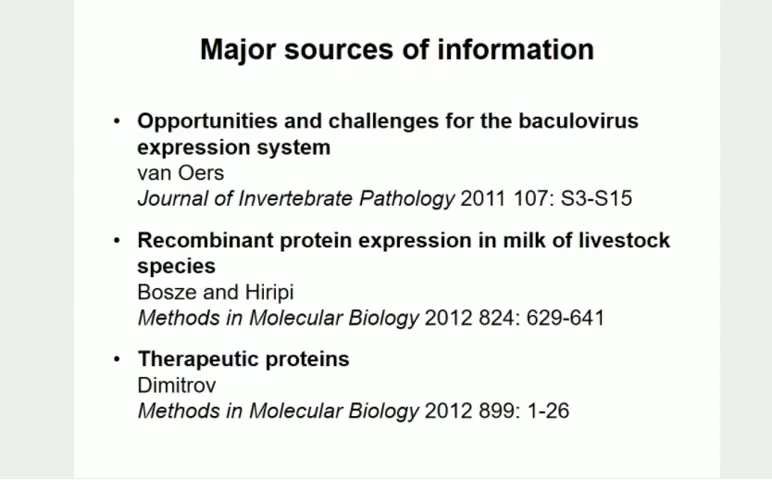 Major sources of information
• Opportunities and challenges for the baculovirus
expression system
van Oers
Journal of Invertebrate Pathology 2011 107: S3-S15
• Recombinant protein expression in milk of livestock
species
Bosze and Hiripi
Methods in Molecular Biology 2012 824: 629-641
• Therapeutic proteins
Dimitrov
Methods in Molecular Biology 2012 899: 1-26